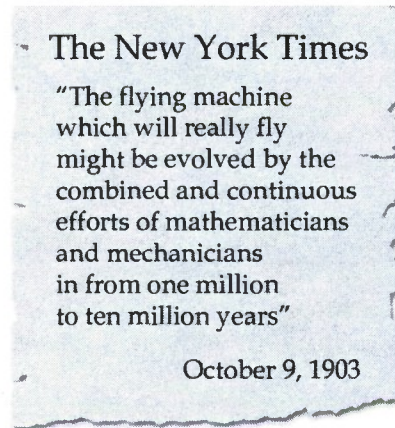 The New York Times
"The flying machine
which will really fly
might be evolved by the
combined and continuous
efforts of mathematicians
and mechanicians
in from one million
to ten million years"
October 9, 1903